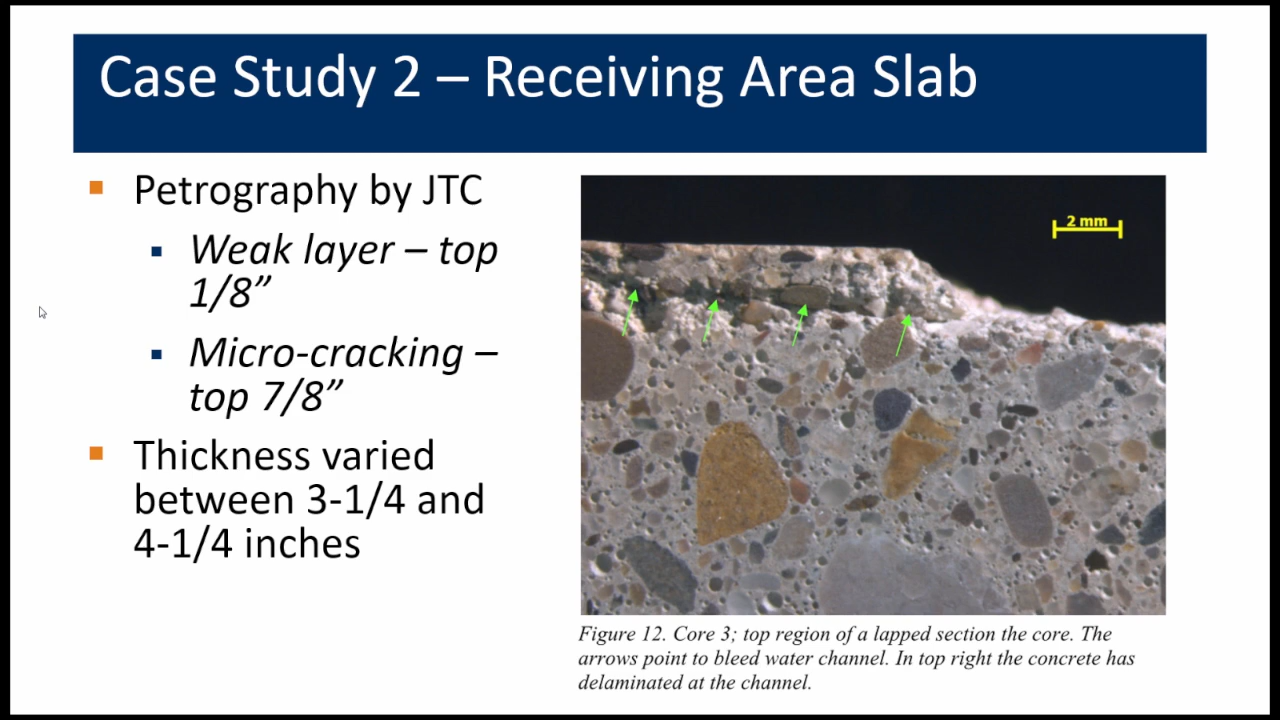 Case Study 2 – Receiving Area Slab
Petrography by JTC
Weak layer – top
1/8”
Micro-cracking –
top 7/8”
Thickness varied
between 3-1/4 and
4-1/4 inches
2 mm
Figure 12. Core 3; top region of a lapped section the core. The
arrows point to bleed water channel. In top right the concrete has
delaminated at the channel.